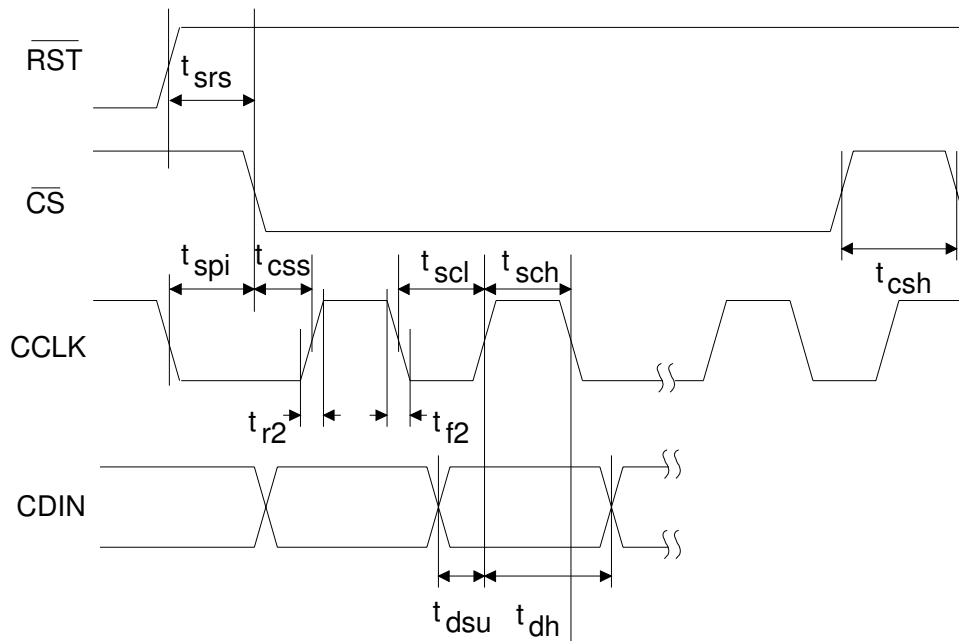 RST
t srs
CS
t spi
t css
t scl
t sch
t csh
CCLK
t r2
t f2
CDIN
t dsu
t dh